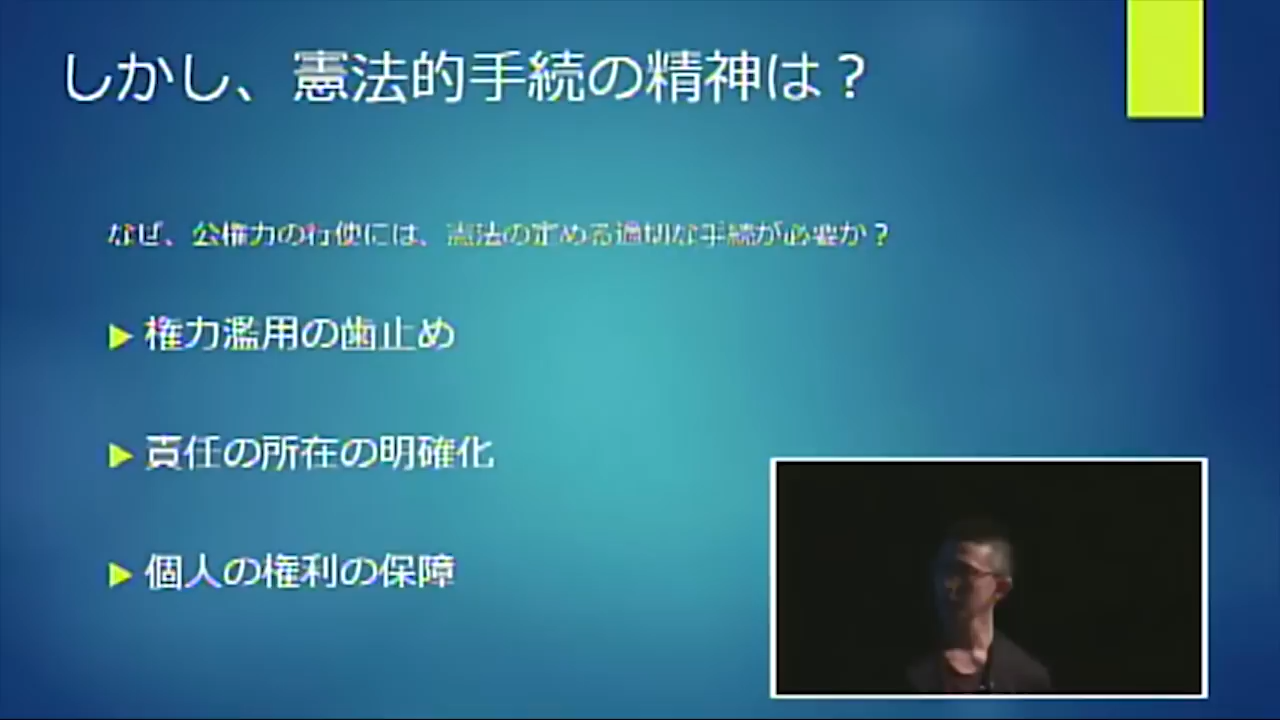 しかし、憲法的手続の精神は？
なぜ、公権力の行使には、憲法の定める適切な手続が必要か？
権力濫用の歯止め
責任の所在の明確化
個人の権利の保障